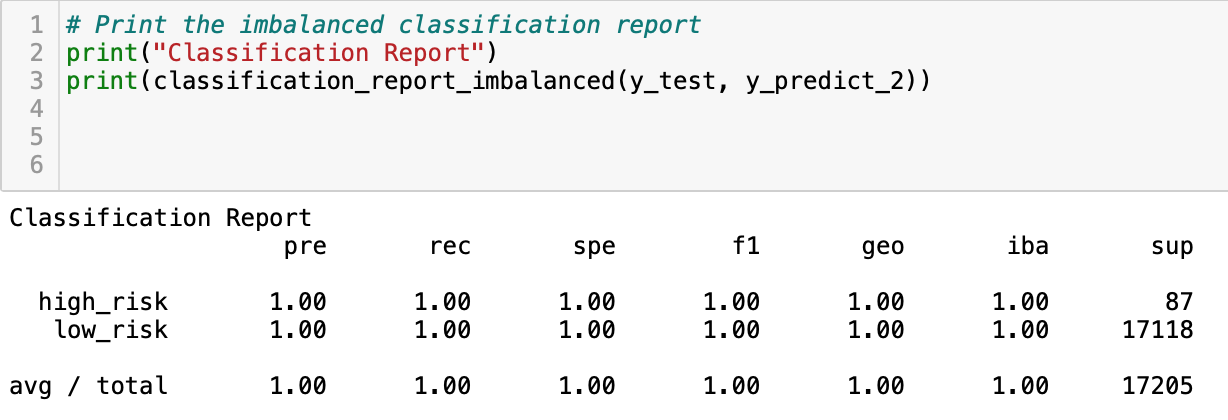 1 # Print the imbalanced classification report
2 print("Classification Report")
3 print(classification_report_imbalanced(y_test, y_predict_2))
4
5
6
Classification Report
pre rec spe f1 geo iba sup
high_risk 1.00 1.00 1.00 1.00 1.00 1.00 87
low_risk 1.00 1.00 1.00 1.00 1.00 1.00 17118
avg / total 1.00 1.00 1.00 1.00 1.00 1.00 17205